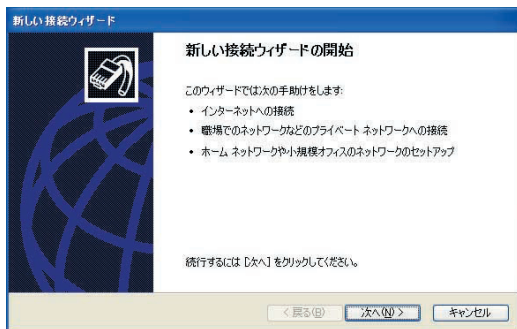 新しい接続ウィザード
新しい接続ウィザードの開始
このウィザードでは次の手助けをします:
• インターネットへの接続
• 職場でのネットワークなどのプライベート ネットワークへの接続
• ホーム ネットワークや小規模オフィスのネットワークのセットアップ
続行するには [次へ] をクリックしてください。
< 戻る(B) 次へ(N) > キャンセル